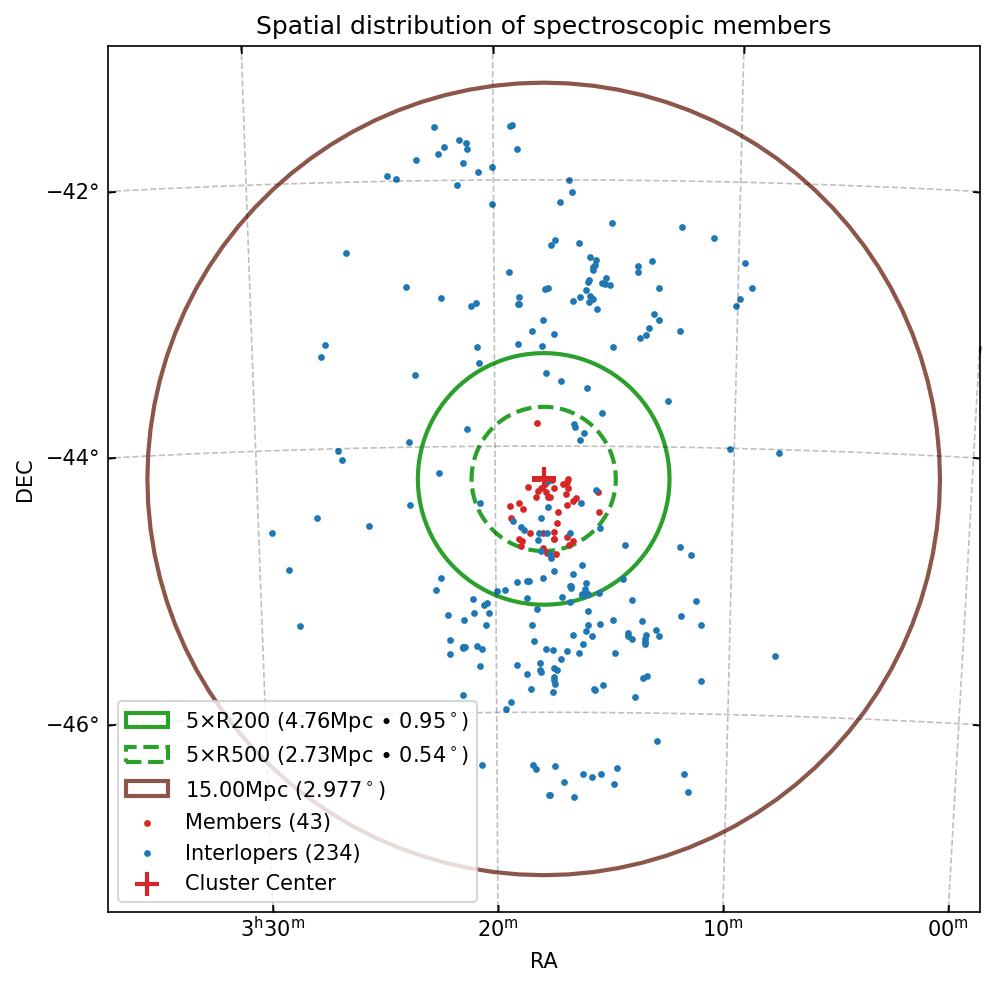 Spatial distribution of spectroscopic members
−42°
−44°
DEC
−46°
5×R200 (4.76Mpc • 0.95°)
5×R500 (2.73Mpc • 0.54°)
15.00Mpc (2.977°)
Members (43)
Interlopers (234)
Cluster Center
3ʰ30ᵐ 20ᵐ 10ᵐ 00ᵐ
RA